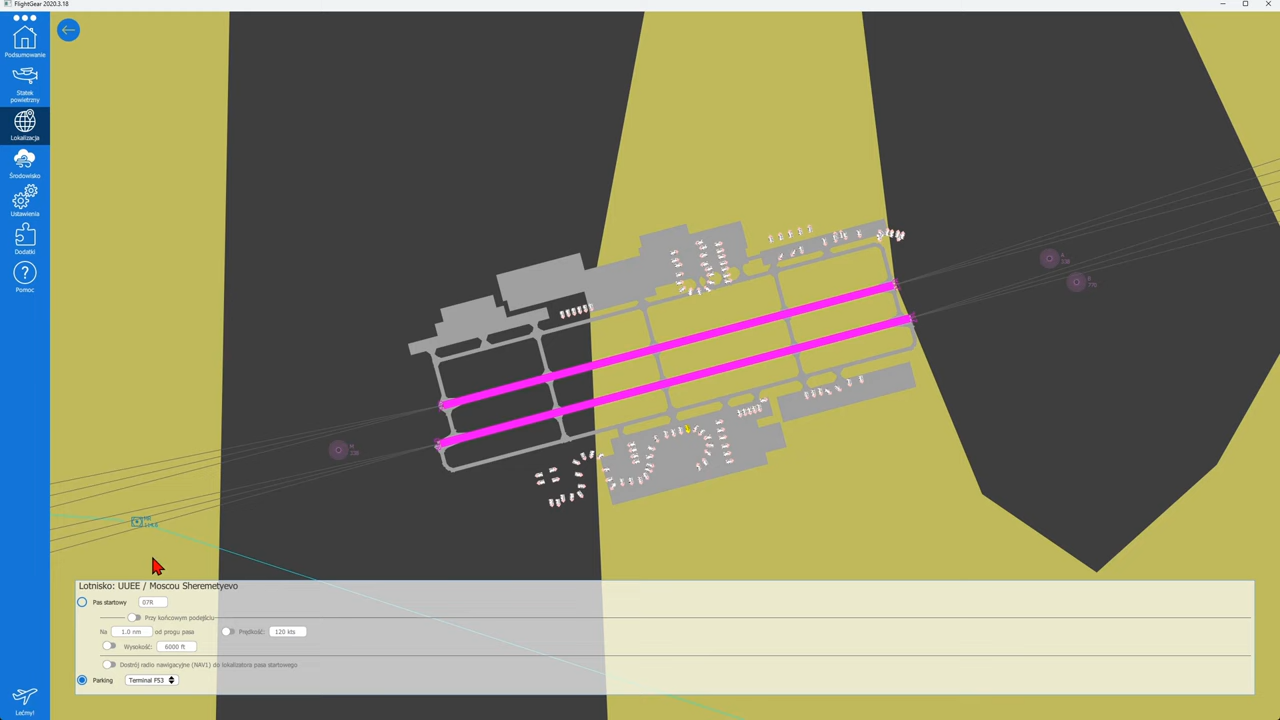 FlightGear 2020.3.18
Podsumowanie
Statek
powietrzny
Lokalizacja
Środowisko
Ustawienia
Dodatki
Pomoc
Lećmy!
Lotnisko: UUEE / Moscou Sheremetyevo
Pas startowy 07R
Przy końcowym podejściu
Na 1.0 nm od progu pasa Prędkość: 120 kts
Wysokość: 6000 ft
Dostrój radio nawigacyjne (NAV1) do lokalizatora pasa startowego
Parking Terminal F53